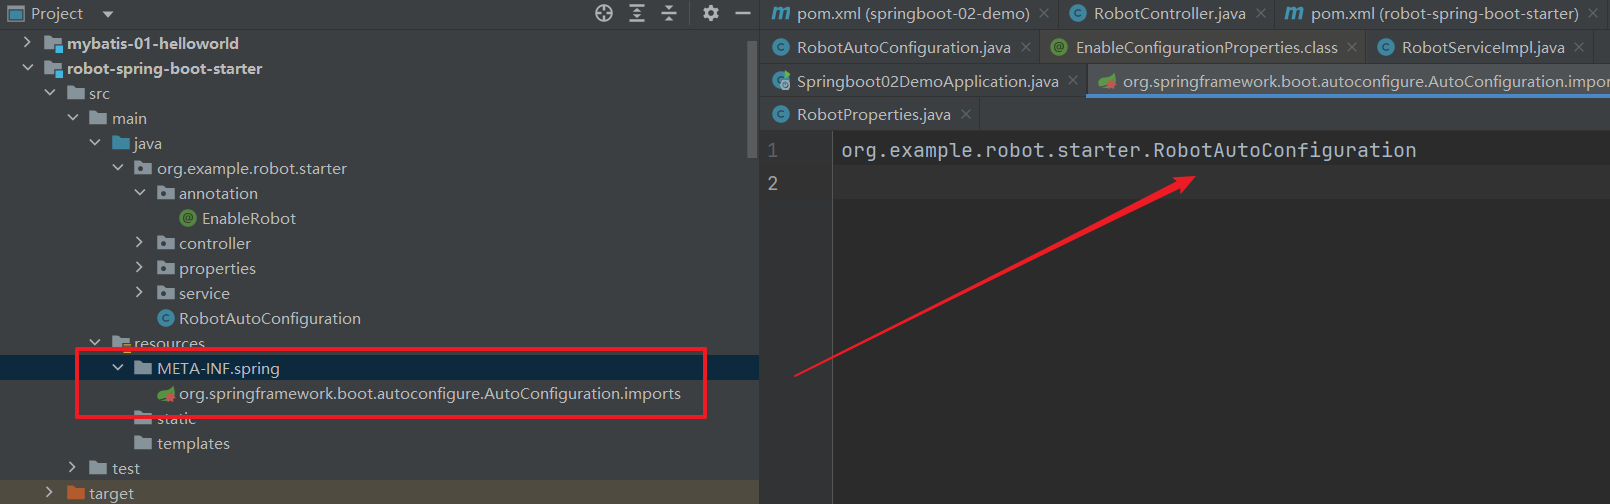 Project
mybatis-01-helloworld
robot-spring-boot-starter
src
main
java
org.example.robot.starter
annotation
EnableRobot
controller
properties
service
RobotAutoConfiguration
resources
META-INF.spring
org.springframework.boot.autoconfigure.AutoConfiguration.imports
static
templates
test
target
pom.xml (springboot-02-demo)
RobotController.java
pom.xml (robot-spring-boot-starter)
RobotAutoConfiguration.java
EnableConfigurationProperties.class
RobotServiceImpl.java
Springboot02DemoApplication.java
org.springframework.boot.autoconfigure.AutoConfiguration.impor
RobotProperties.java
1 org.example.robot.starter.RobotAutoConfiguration
2